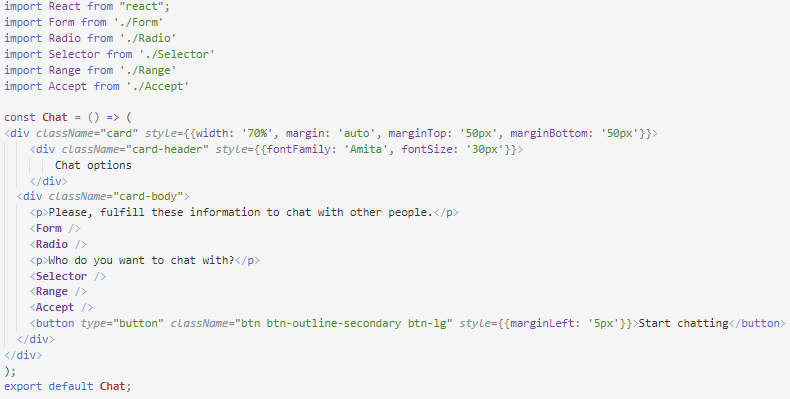 import React from "react";
import Form from './Form'
import Radio from './Radio'
import Selector from './Selector'
import Range from './Range'
import Accept from './Accept'

const Chat = () => (
<div className="card" style={{width: '70%', margin: 'auto', marginTop: '50px', marginBottom: '50px'}}>
    <div className="card-header" style={{fontFamily: 'Amita', fontSize: '30px'}}>
        Chat options
    </div>
  <div className="card-body">
    <p>Please, fulfill these information to chat with other people.</p>
    <Form />
    <Radio />
    <p>Who do you want to chat with?</p>
    <Selector />
    <Range />
    <Accept />
    <button type="button" className="btn btn-outline-secondary btn-lg" style={{marginLeft: '5px'}}>Start chatting</button>
  </div>
</div>
);
export default Chat;